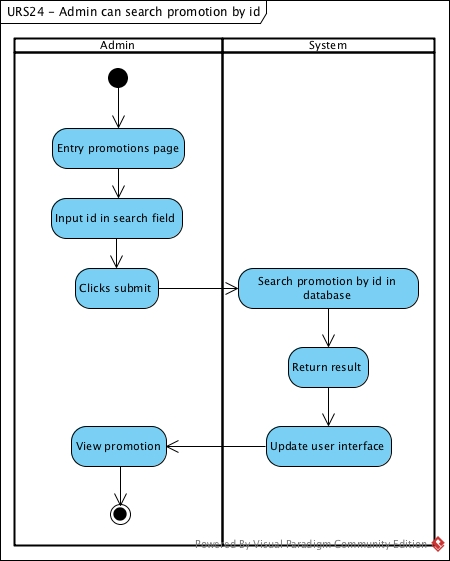 URS24 - Admin can search promotion by id
Admin
System
Entry promotions page
Input id in search field
Clicks submit
Search promotion by id in
database
Return result
Update user interface
View promotion
Powered By Visual Paradigm Community Edition